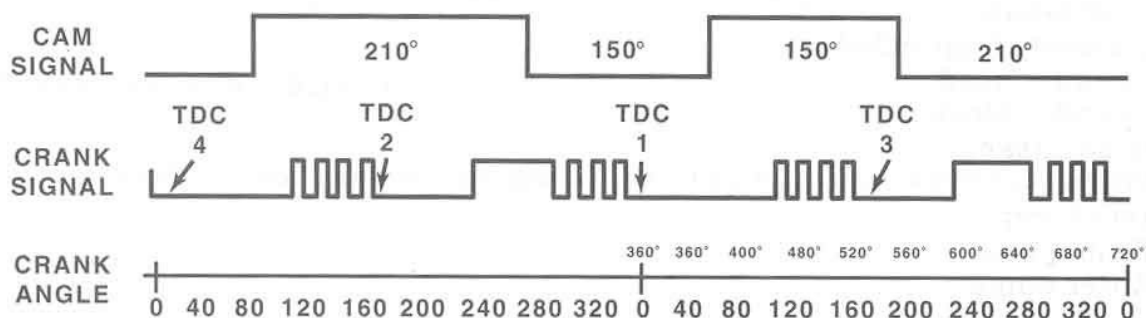 CAM SIGNAL
210° 150° 150° 210°
TDC 4 TDC 2 TDC 1 TDC 3
CRANK SIGNAL
360° 360° 400° 480° 520° 560° 600° 640° 680° 720°
CRANK ANGLE
0 40 80 120 160 200 240 280 320 0 40 80 120 160 200 240 280 320 0